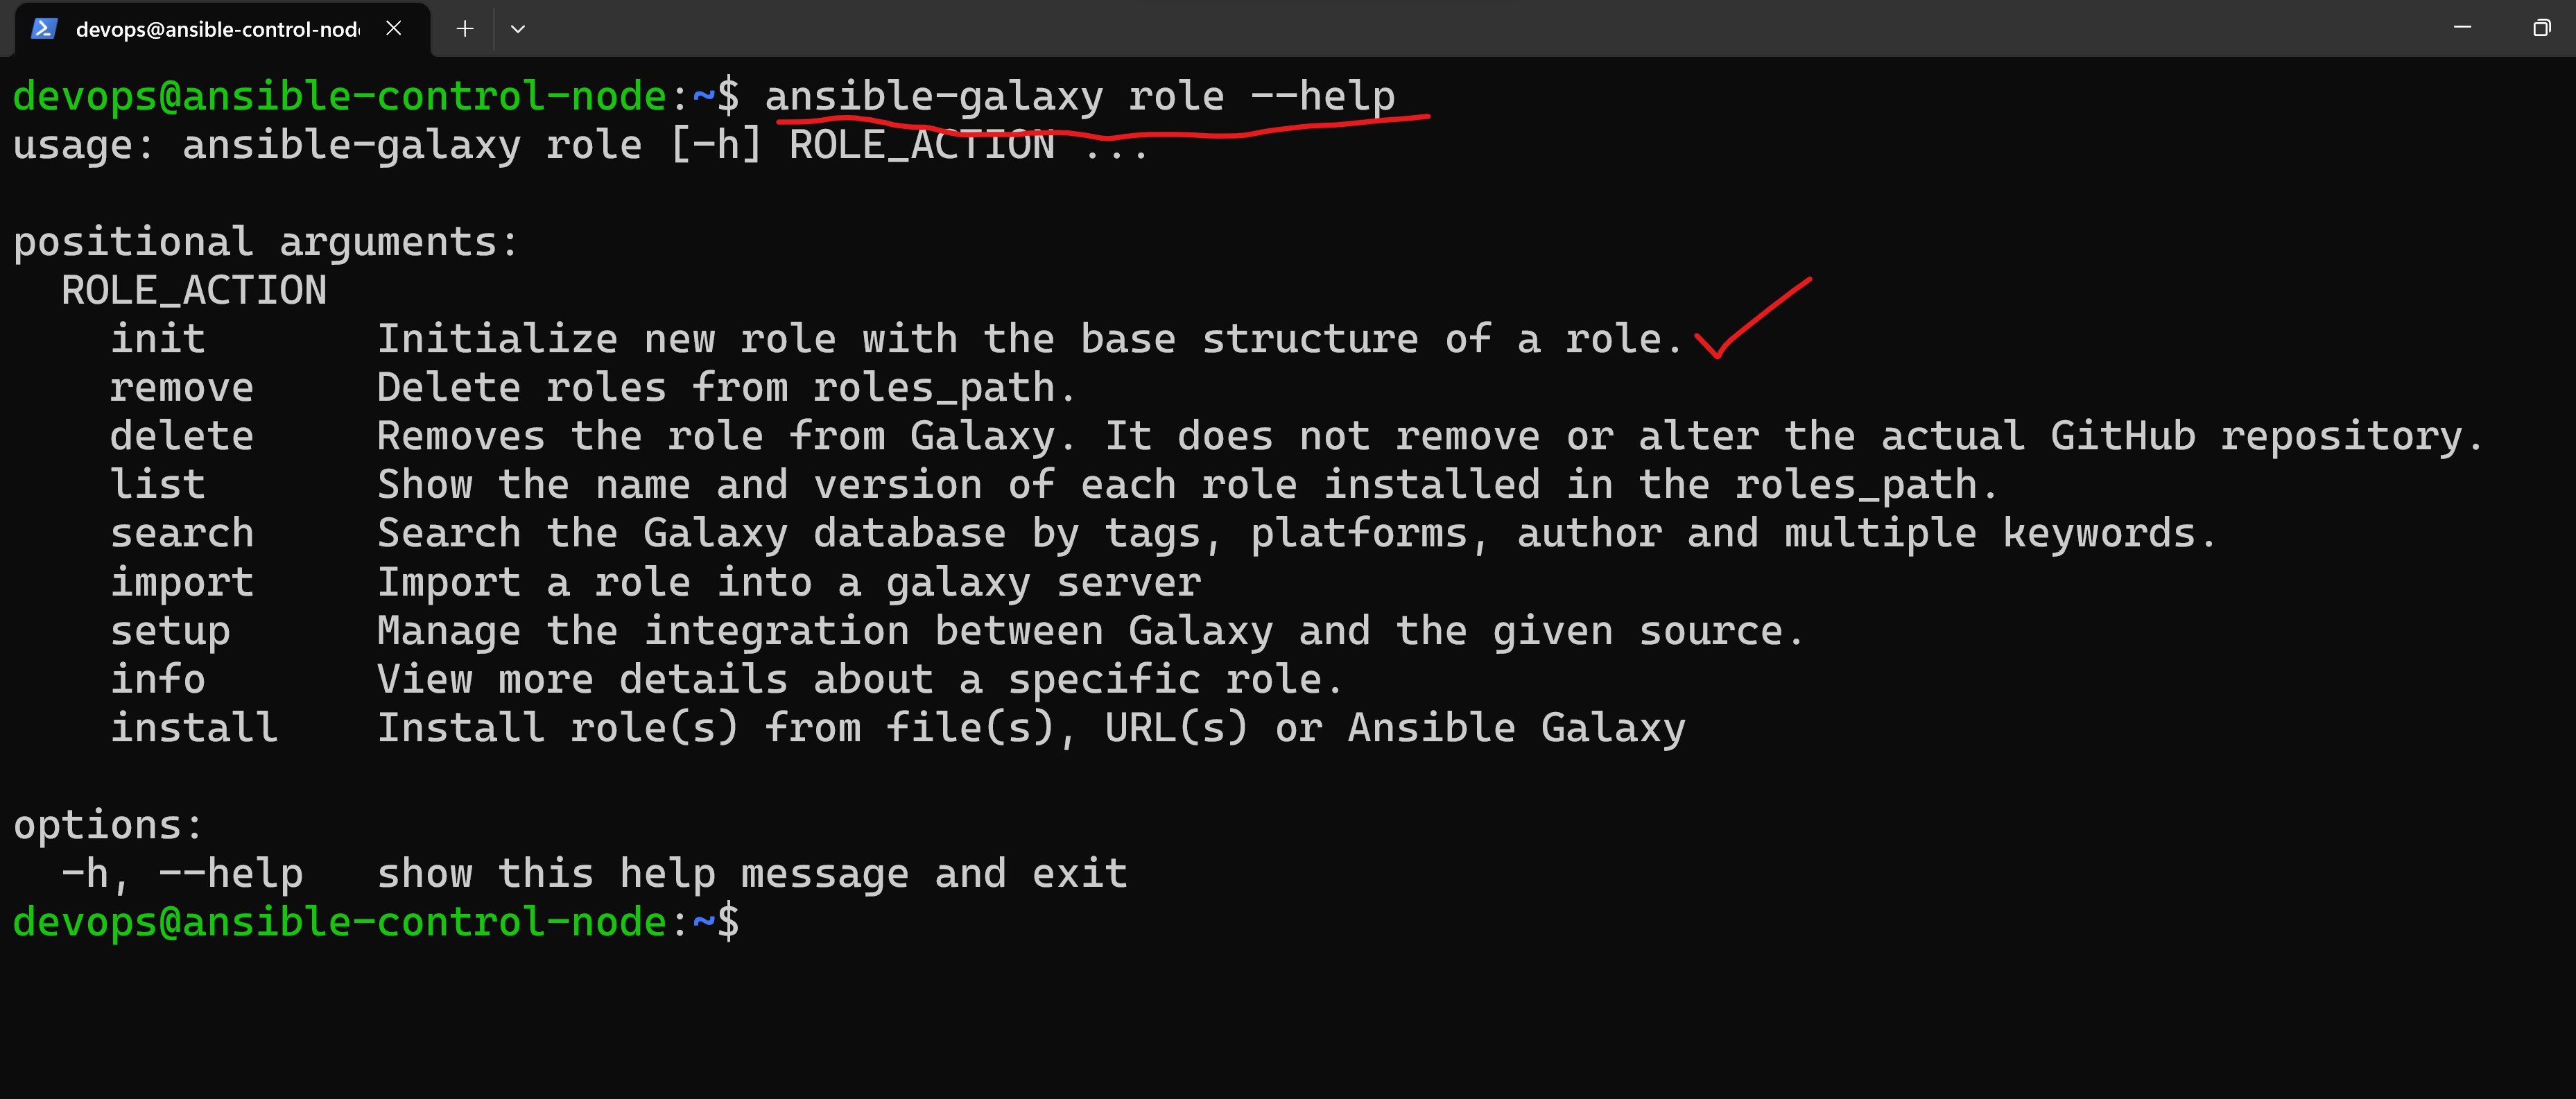 devops@ansible-control-nod
devops@ansible-control-node:~$ ansible-galaxy role --help
usage: ansible-galaxy role [-h] ROLE_ACTION ...
positional arguments:
  ROLE_ACTION
    init       Initialize new role with the base structure of a role.
    remove     Delete roles from roles_path.
    delete     Removes the role from Galaxy. It does not remove or alter the actual GitHub repository.
    list       Show the name and version of each role installed in the roles_path.
    search     Search the Galaxy database by tags, platforms, author and multiple keywords.
    import     Import a role into a galaxy server
    setup      Manage the integration between Galaxy and the given source.
    info       View more details about a specific role.
    install    Install role(s) from file(s), URL(s) or Ansible Galaxy
options:
  -h, --help   show this help message and exit
devops@ansible-control-node:~$